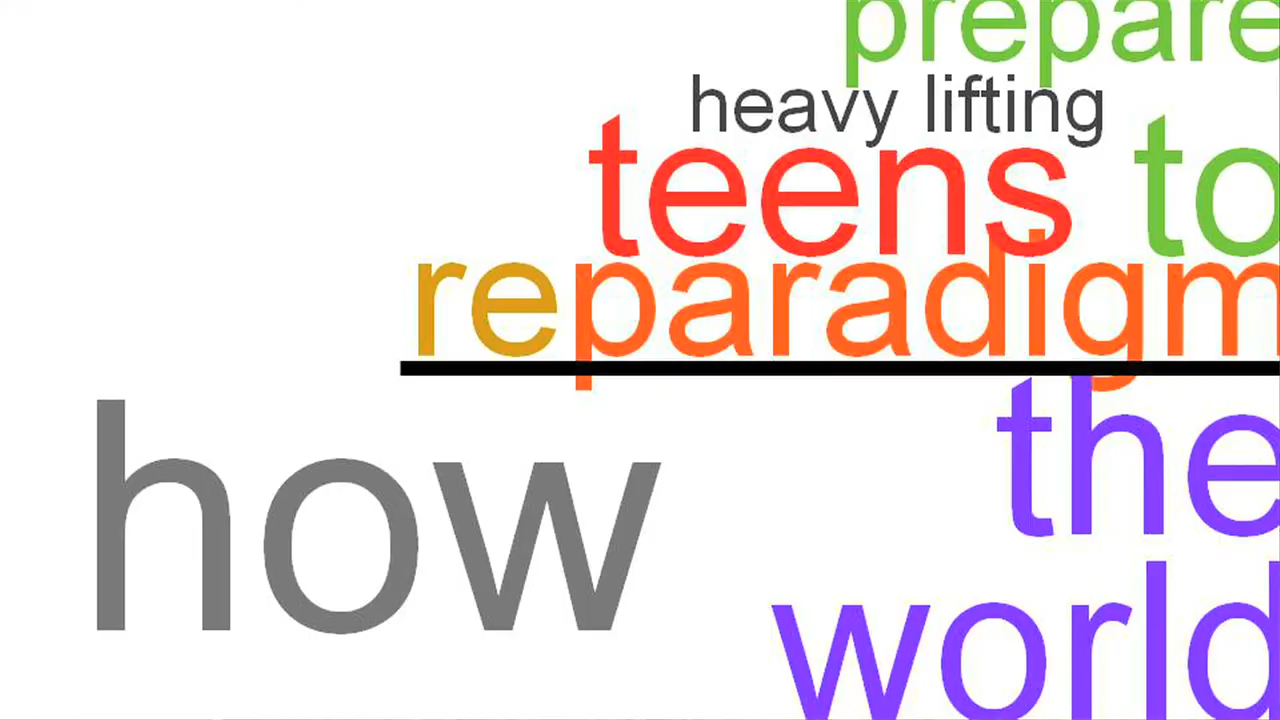 prepare
heavy lifting
teens to
reparadigm
how
the
world